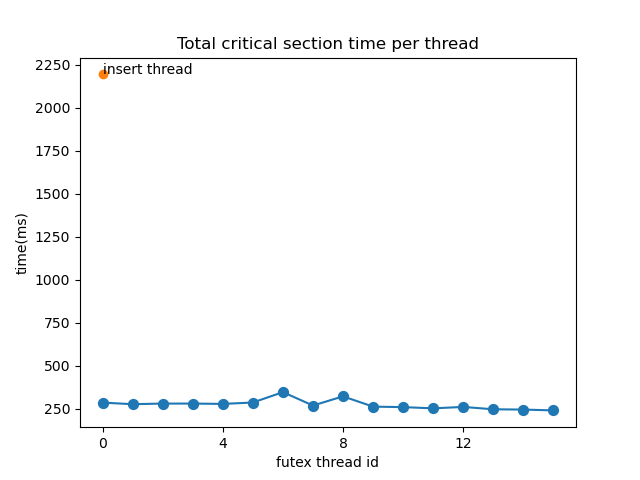 Total critical section time per thread
insert thread
2250
2000
1750
1500
1250
1000
750
500
250
time(ms)
0 4 8 12
futex thread id